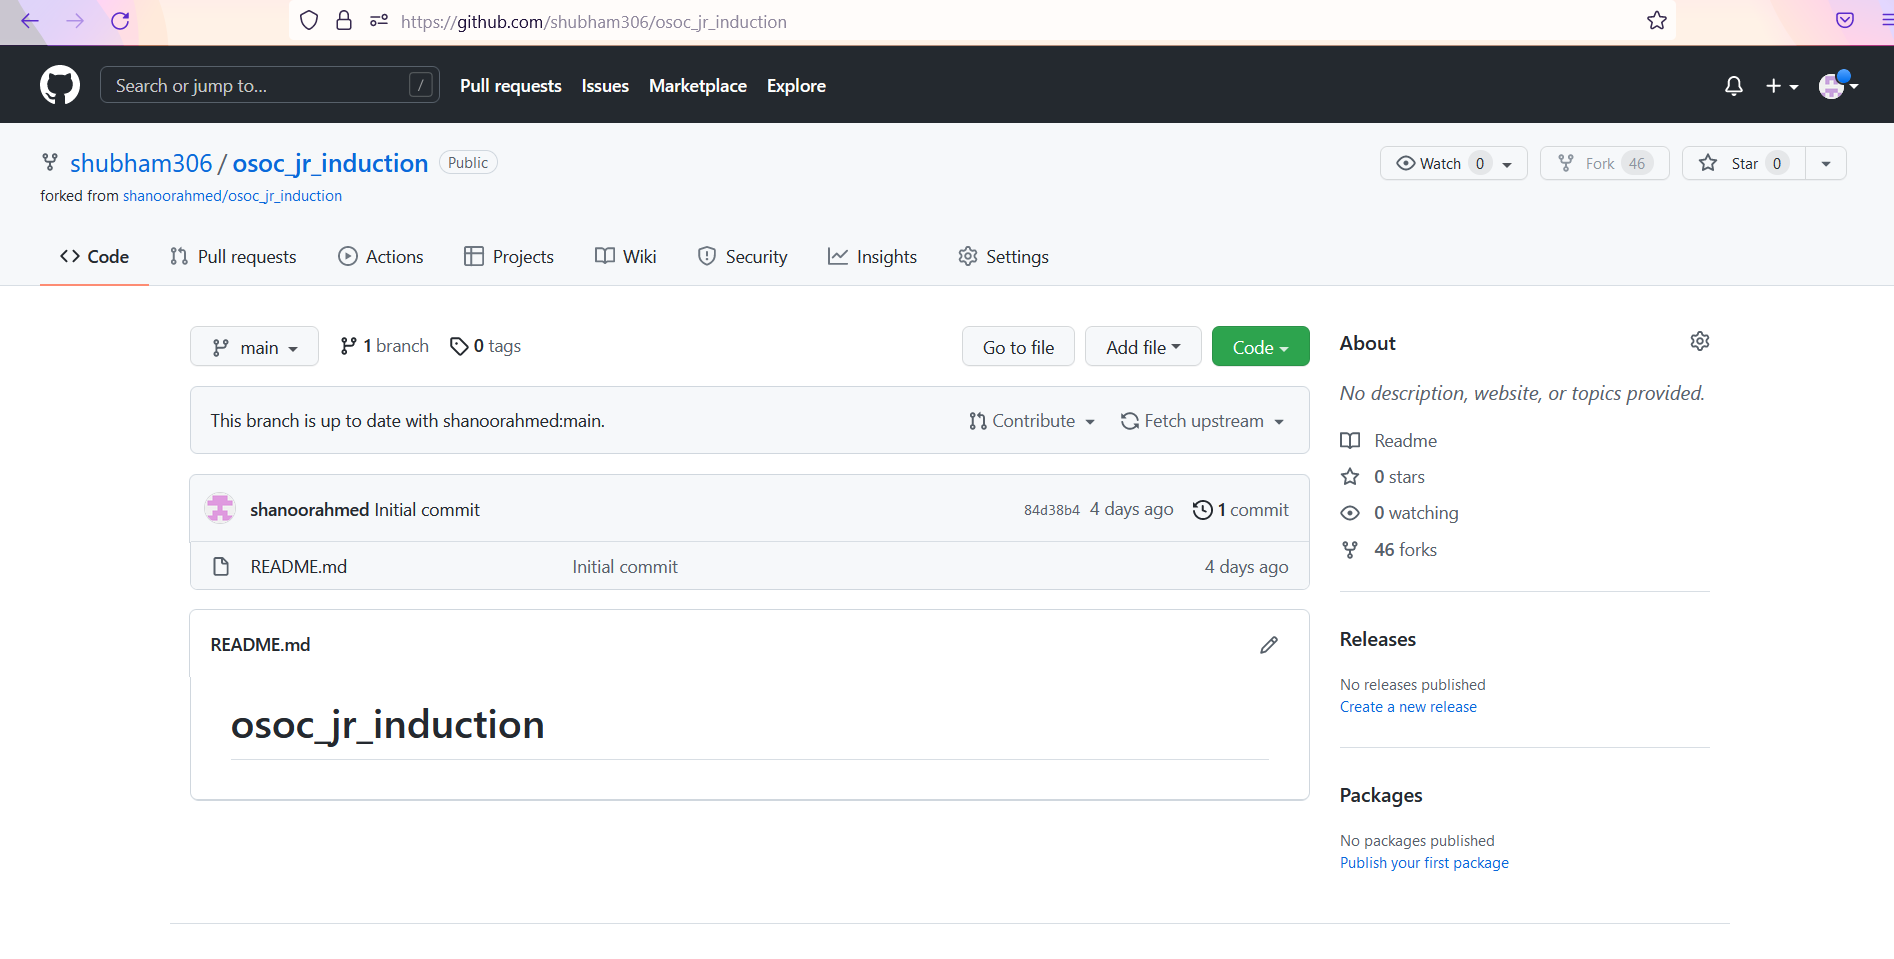 https://github.com/shubham306/osoc_jr_induction
Search or jump to... /
Pull requests Issues Marketplace Explore
shubham306 / osoc_jr_induction Public
Watch 0 Fork 46 Star 0
forked from shanoorahmed/osoc_jr_induction
Code Pull requests Actions Projects Wiki Security Insights Settings
main 1 branch 0 tags
Go to file Add file Code
This branch is up to date with shanoorahmed:main.
Contribute Fetch upstream
shanoorahmed Initial commit
84d38b4 4 days ago 1 commit
README.md Initial commit 4 days ago
README.md
osoc_jr_induction
About
No description, website, or topics provided.
Readme
0 stars
0 watching
46 forks
Releases
No releases published
Create a new release
Packages
No packages published
Publish your first package